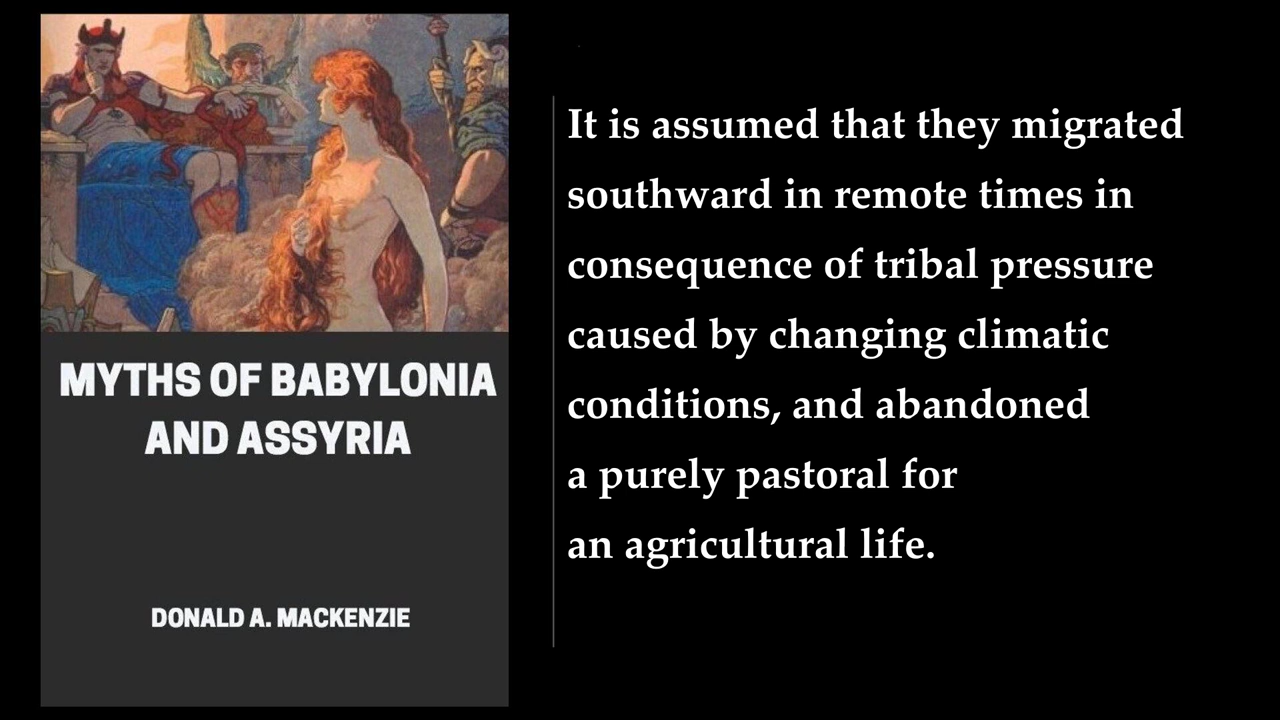 MYTHS OF BABYLONIA
AND ASSYRIA
DONALD A. MACKENZIE
It is assumed that they migrated
southward in remote times in
consequence of tribal pressure
caused by changing climatic
conditions, and abandoned
a purely pastoral for
an agricultural life.